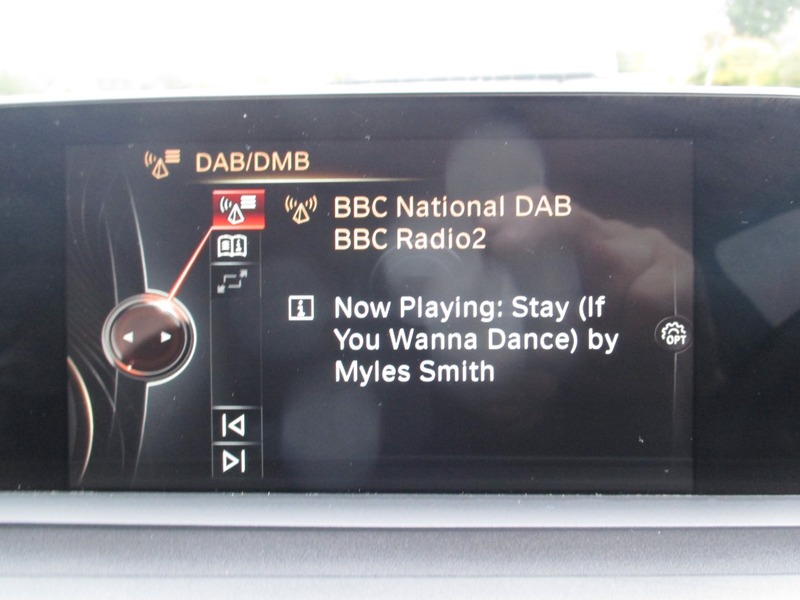 DAB/DMB
BBC National DAB
BBC Radio2
Now Playing: Stay (If
You Wanna Dance) by
Myles Smith
OPT